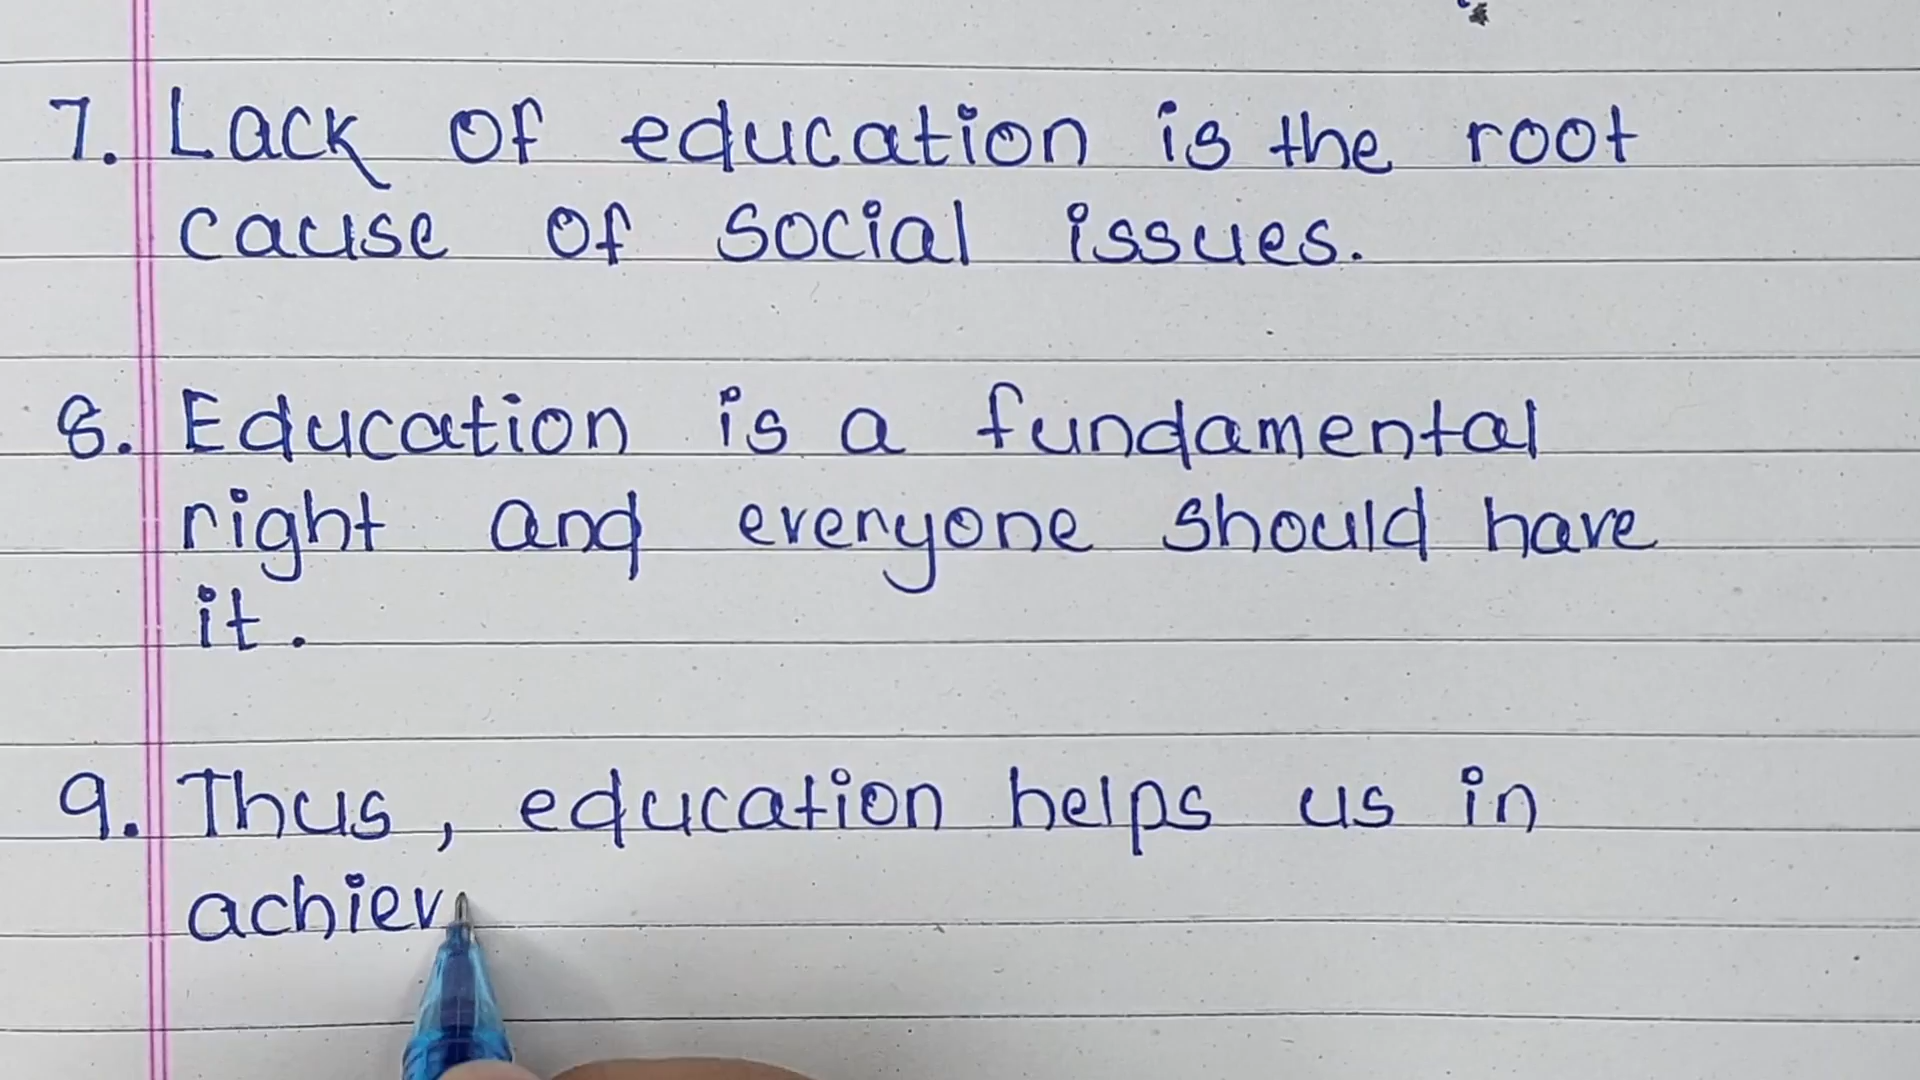 7. Lack of education is the root
cause of social issues.
8. Education is a fundamental
right and everyone should have
it.
9. Thus, education helps us in
achiev